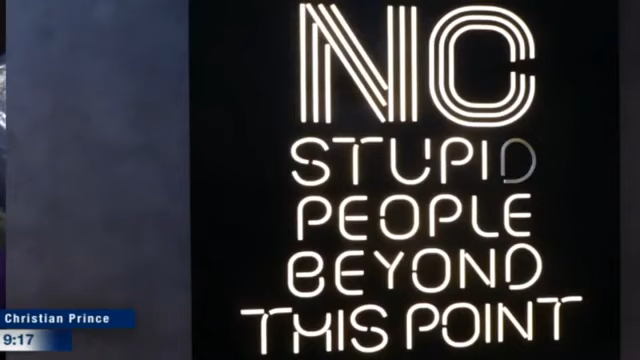 NO
STUPID
PEOPLE
BEYOND
THIS POINT
Christian Prince
9:17